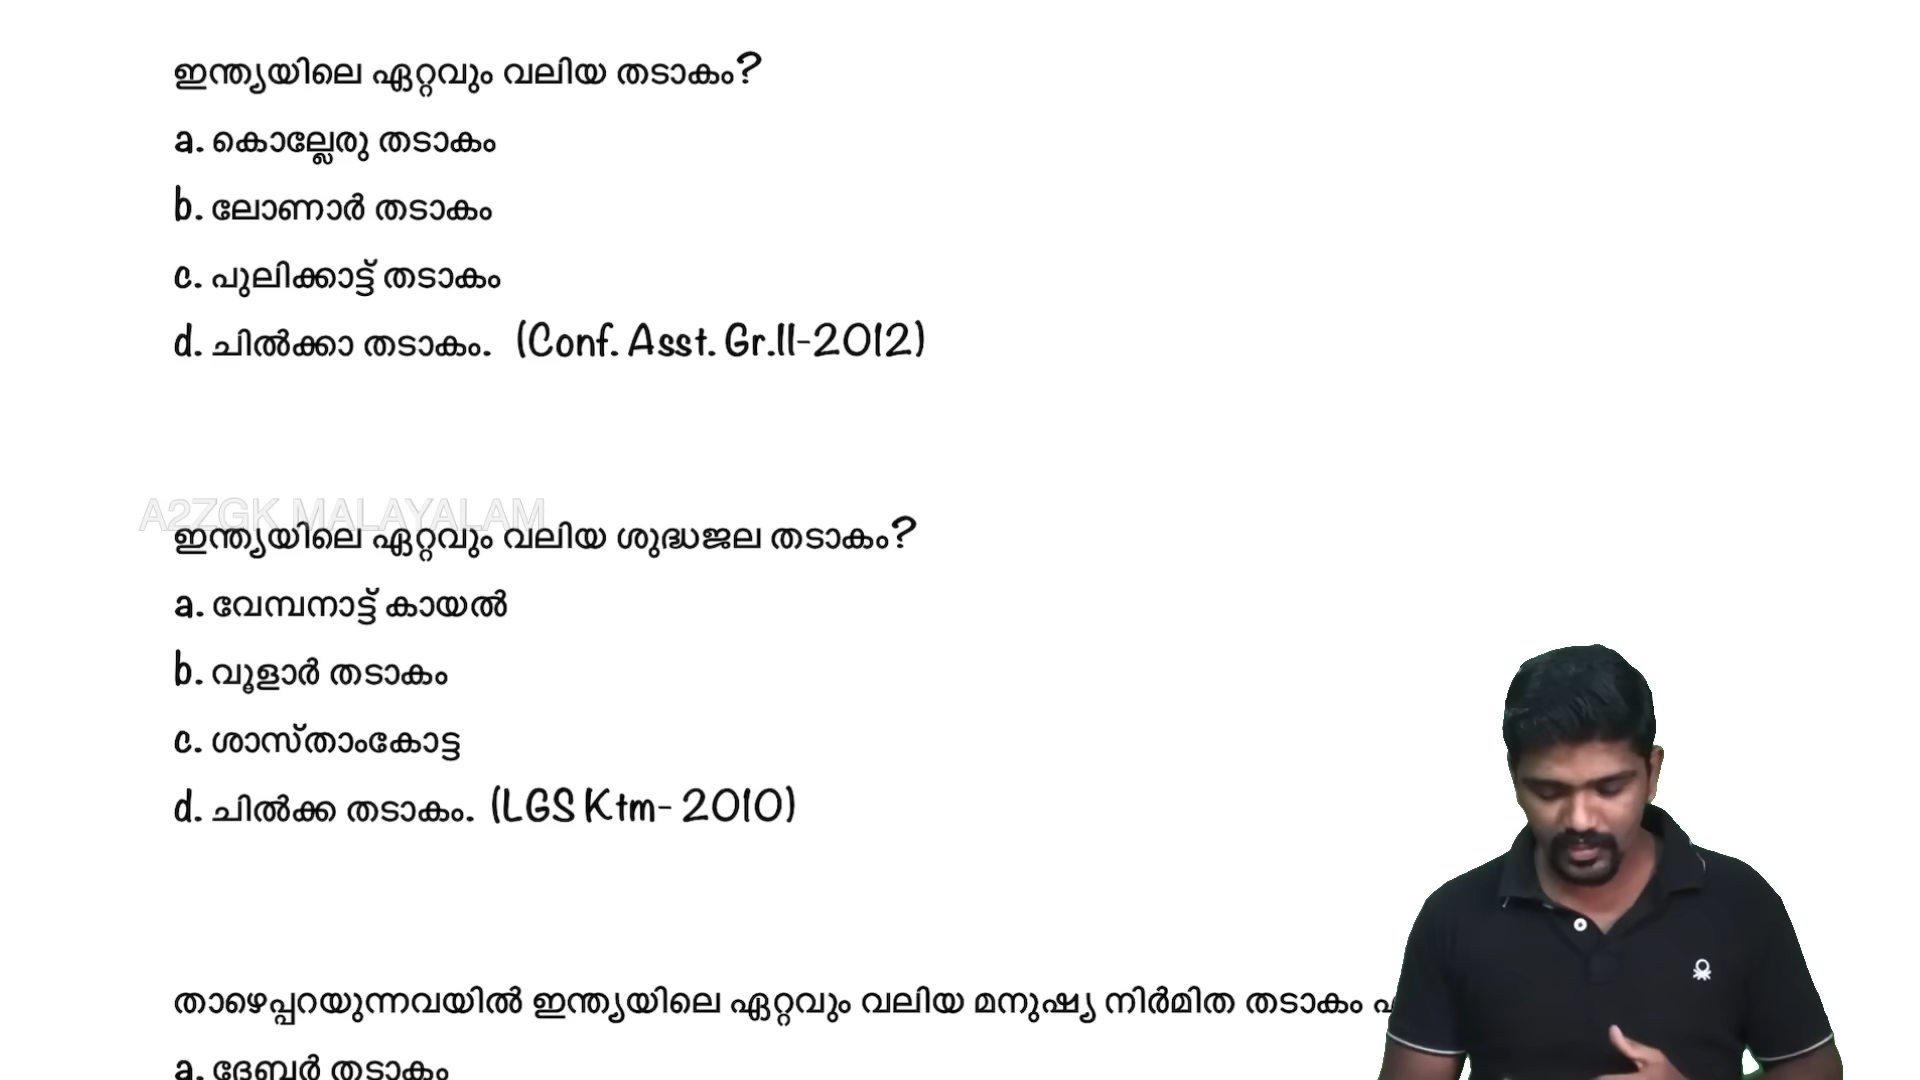 ഇന്ത്യയിലെ ഏറ്റവും വലിയ തടാകം?
a. കൊല്ലേരു തടാകം
b. ലോണാർ തടാകം
c. പുലിക്കാട്ട് തടാകം
d. ചിൽക്കാ തടാകം. (Conf. Asst. Gr.II-2012)
A2ZGK MALAYALAM
ഇന്ത്യയിലെ ഏറ്റവും വലിയ ശുദ്ധജല തടാകം?
a. വേമ്പനാട്ട് കായൽ
b. വൂളാർ തടാകം
c. ശാസ്താംകോട്ട
d. ചിൽക്ക തടാകം. (LGS Ktm- 2010)
താഴെപ്പറയുന്നവയിൽ ഇന്ത്യയിലെ ഏറ്റവും വലിയ മനുഷ്യ നിർമിത തടാകം
a. ദേബർ തടാകം